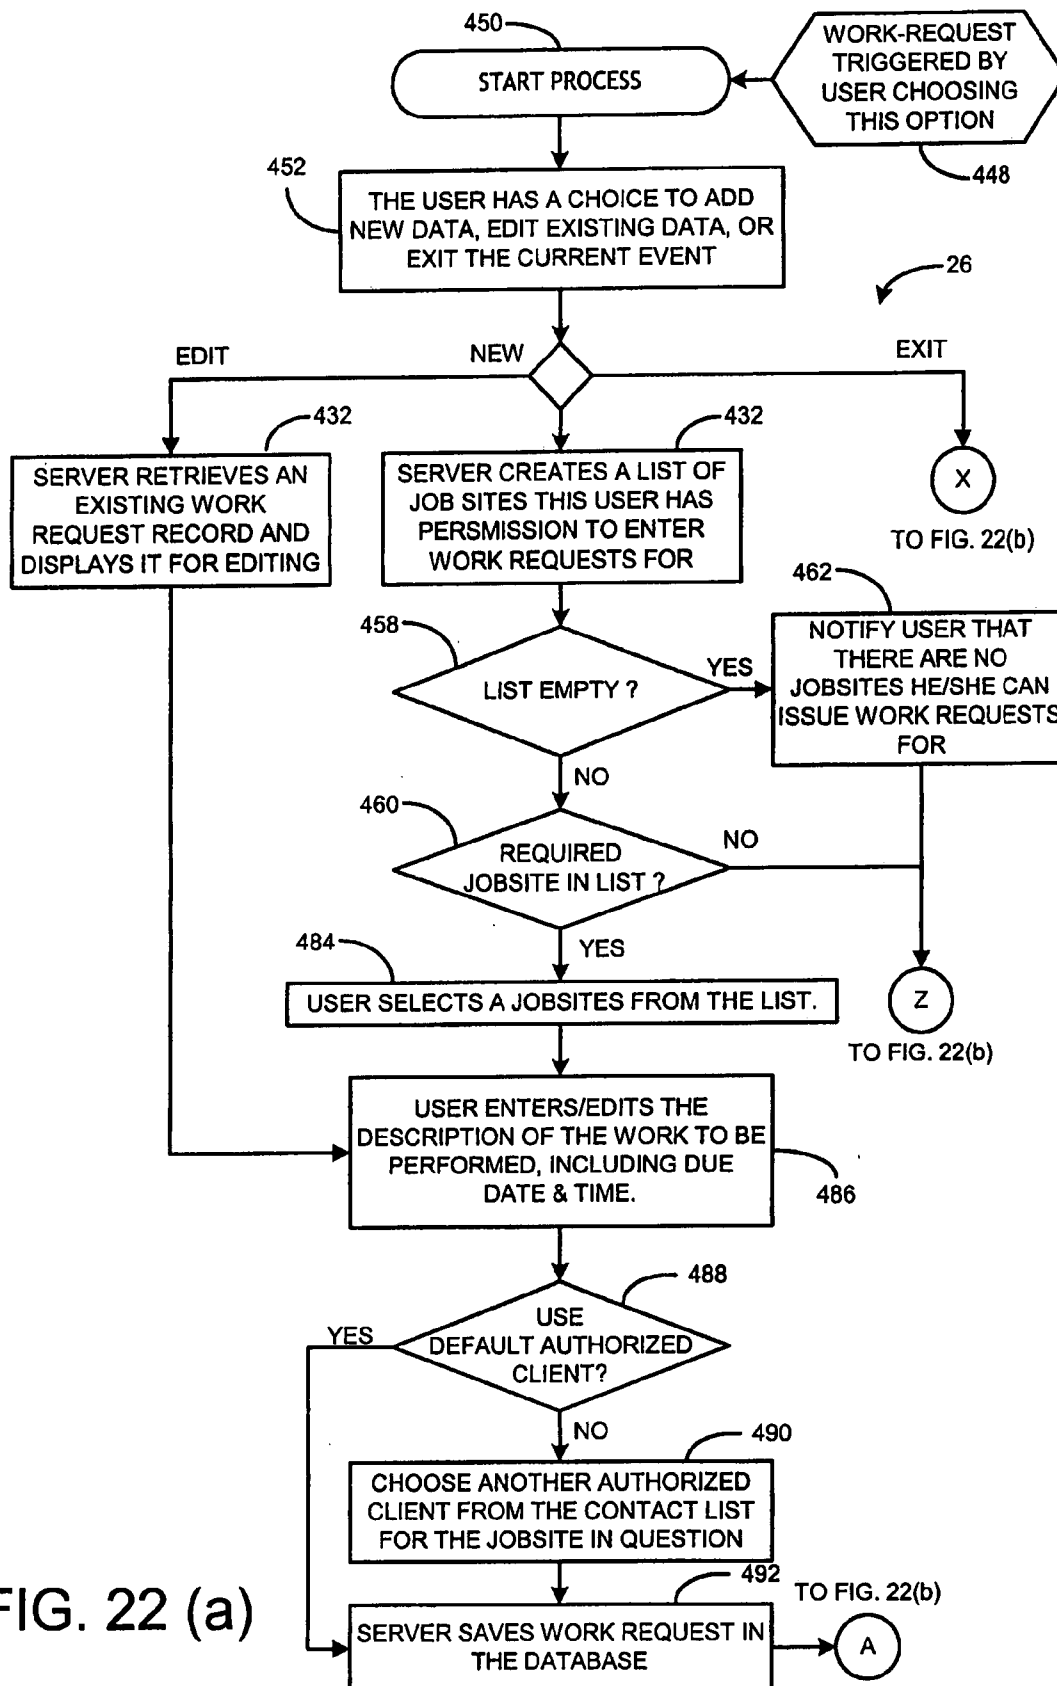 450
START PROCESS
WORK-REQUEST
TRIGGERED BY
USER CHOOSING
THIS OPTION
448
452
THE USER HAS A CHOICE TO ADD
NEW DATA, EDIT EXISTING DATA, OR
EXIT THE CURRENT EVENT
26
EDIT
NEW
EXIT
432
SERVER RETRIEVES AN
EXISTING WORK
REQUEST RECORD AND
DISPLAYS IT FOR EDITING
432
SERVER CREATES A LIST OF
JOB SITES THIS USER HAS
PERSMISSION TO ENTER
WORK REQUESTS FOR
X
TO FIG. 22(b)
458
LIST EMPTY ?
YES
462
NOTIFY USER THAT
THERE ARE NO
JOBSITES HE/SHE CAN
ISSUE WORK REQUESTS
FOR
NO
460
REQUIRED
JOBSITE IN LIST ?
NO
YES
Z
TO FIG. 22(b)
484
USER SELECTS A JOBSITES FROM THE LIST.
USER ENTERS/EDITS THE
DESCRIPTION OF THE WORK TO BE
PERFORMED, INCLUDING DUE
DATE & TIME.
486
488
USE
DEFAULT AUTHORIZED
CLIENT?
YES
NO
490
CHOOSE ANOTHER AUTHORIZED
CLIENT FROM THE CONTACT LIST
FOR THE JOBSITE IN QUESTION
492
SERVER SAVES WORK REQUEST IN
THE DATABASE
TO FIG. 22(b)
A
FIG. 22 (a)